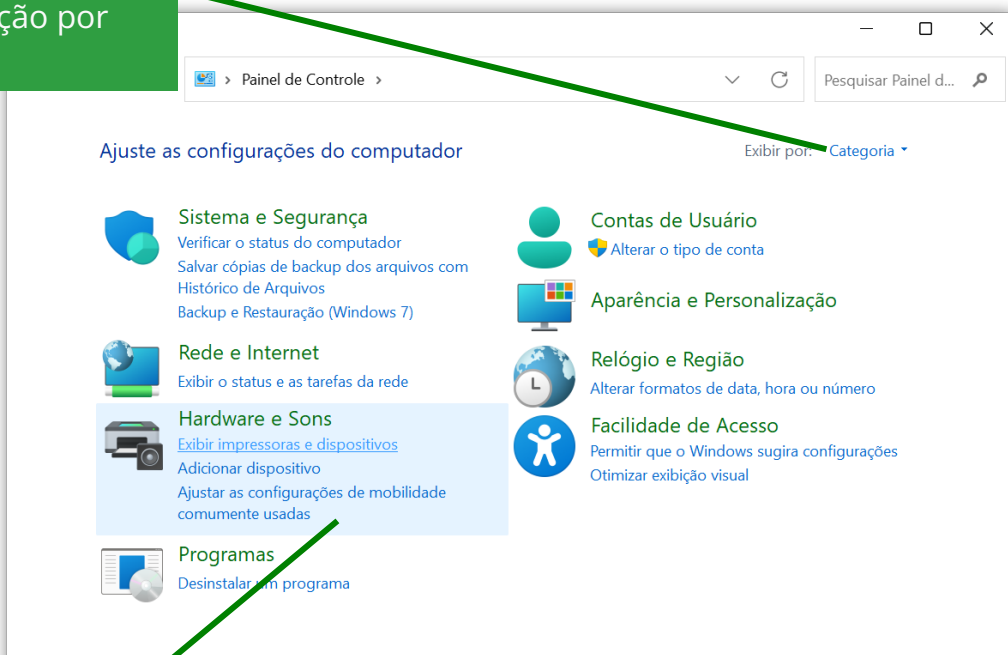 ção por
Painel de Controle
Pesquisar Painel d...
Ajuste as configurações do computador
Exibir por: Categoria
Sistema e Segurança
Verificar o status do computador
Salvar cópias de backup dos arquivos com
Histórico de Arquivos
Backup e Restauração (Windows 7)
Rede e Internet
Exibir o status e as tarefas da rede
Hardware e Sons
Exibir impressoras e dispositivos
Adicionar dispositivo
Ajustar as configurações de mobilidade
comumente usadas
Programas
Desinstalar um programa
Contas de Usuário
Alterar o tipo de conta
Aparência e Personalização
Relógio e Região
Alterar formatos de data, hora ou número
Facilidade de Acesso
Permitir que o Windows sugira configurações
Otimizar exibição visual